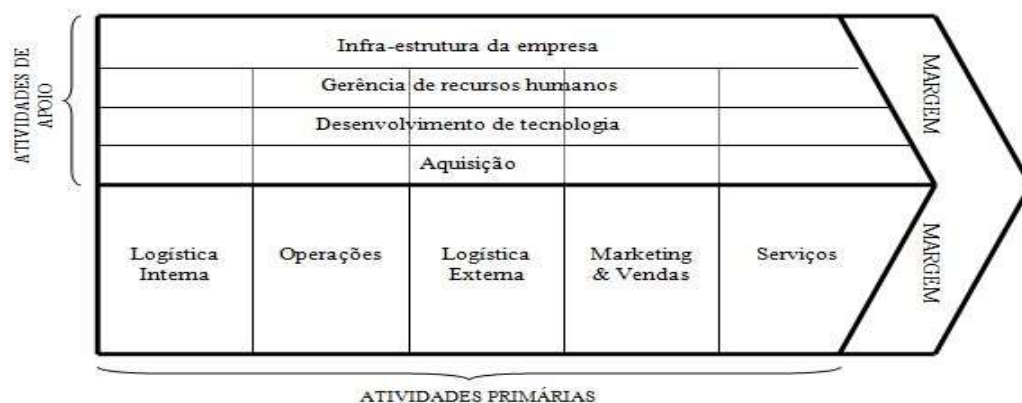 ATIVIDADES DE
APOIO
Infra-estrutura da empresa
Gerência de recursos humanos
Desenvolvimento de tecnologia
Aquisição
MARGEM
Logística
Interna
Operações
Logística
Externa
Marketing
& Vendas
Serviços
MARGEM
ATIVIDADES PRIMÁRIAS